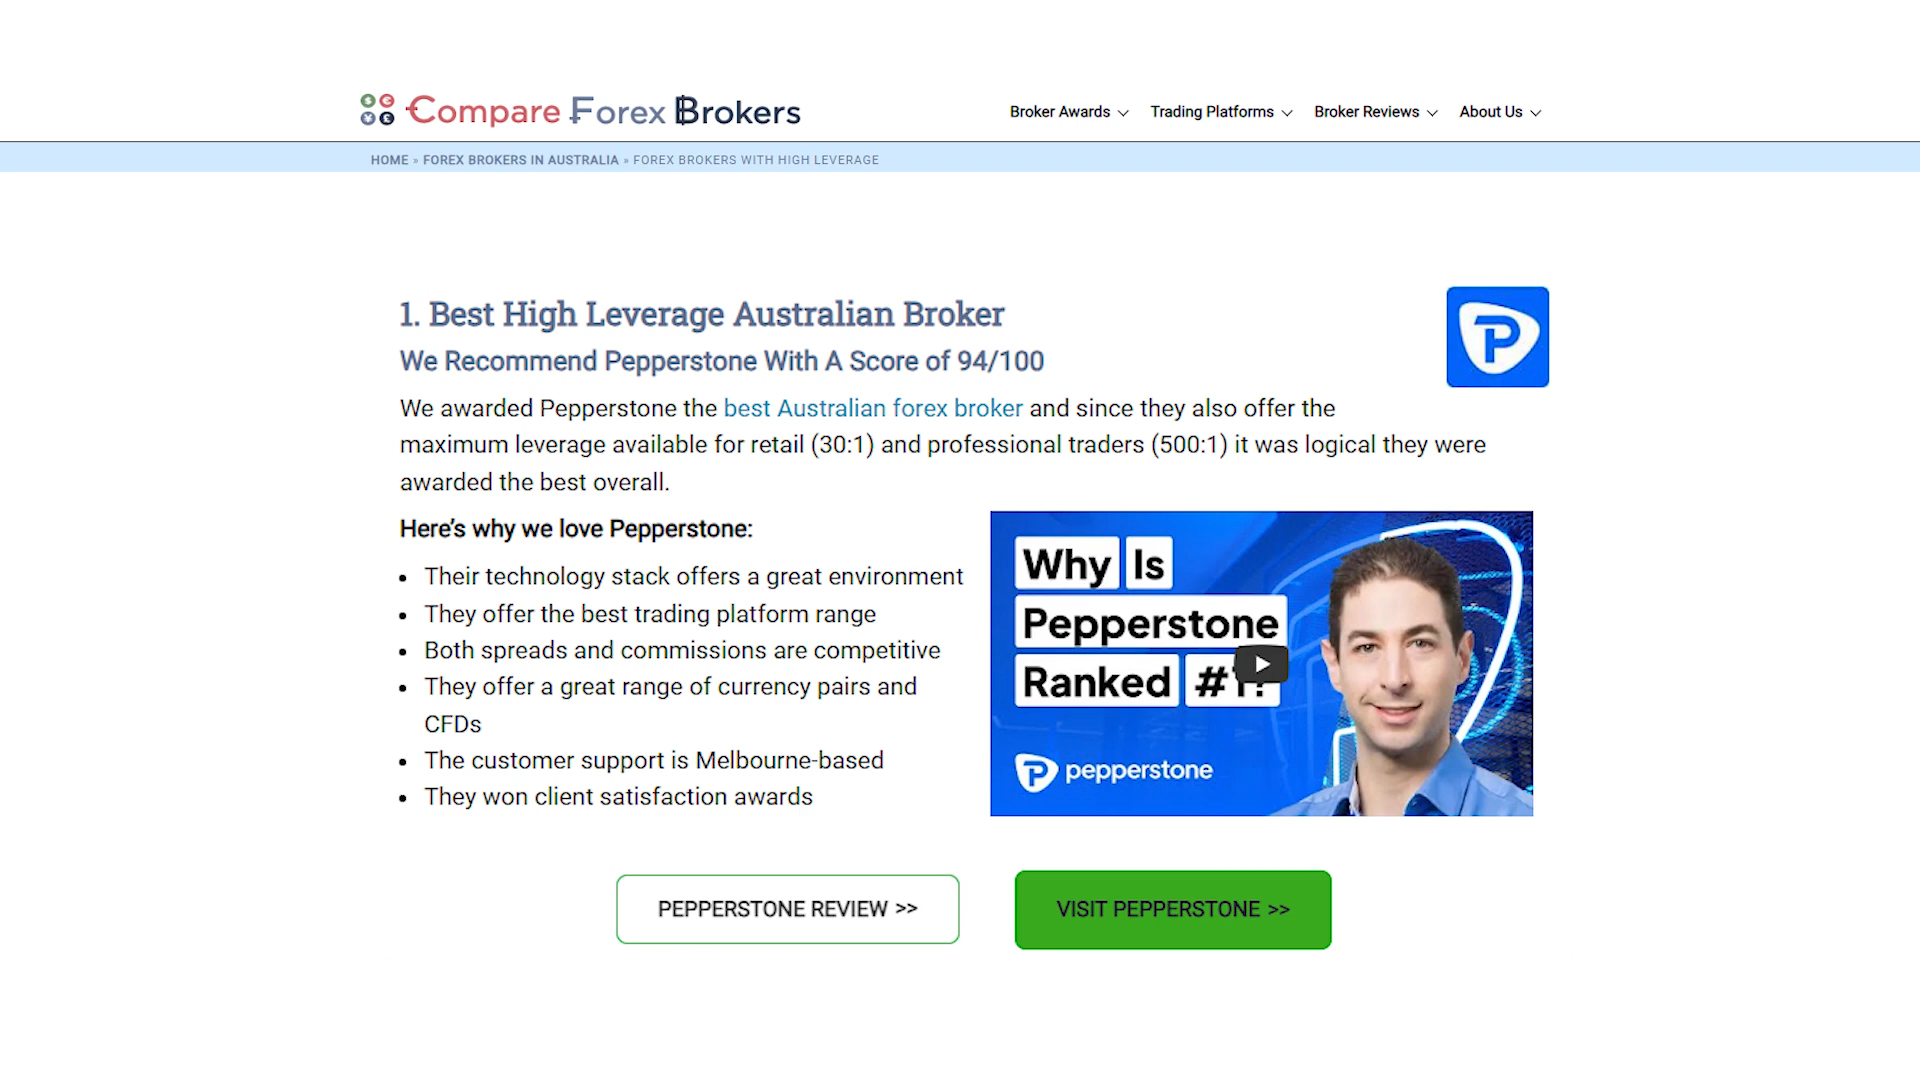 Compare Forex Brokers
Broker Awards
Trading Platforms
Broker Reviews
About Us
HOME » FOREX BROKERS IN AUSTRALIA » FOREX BROKERS WITH HIGH LEVERAGE
1. Best High Leverage Australian Broker
We Recommend Pepperstone With A Score of 94/100
We awarded Pepperstone the best Australian forex broker and since they also offer the
maximum leverage available for retail (30:1) and professional traders (500:1) it was logical they were
awarded the best overall.
Here's why we love Pepperstone:
• Their technology stack offers a great environment
• They offer the best trading platform range
• Both spreads and commissions are competitive
• They offer a great range of currency pairs and
CFDs
• The customer support is Melbourne-based
• They won client satisfaction awards
Why Is
Pepperstone
Ranked #1?
pepperstone
PEPPERSTONE REVIEW >>
VISIT PEPPERSTONE >>